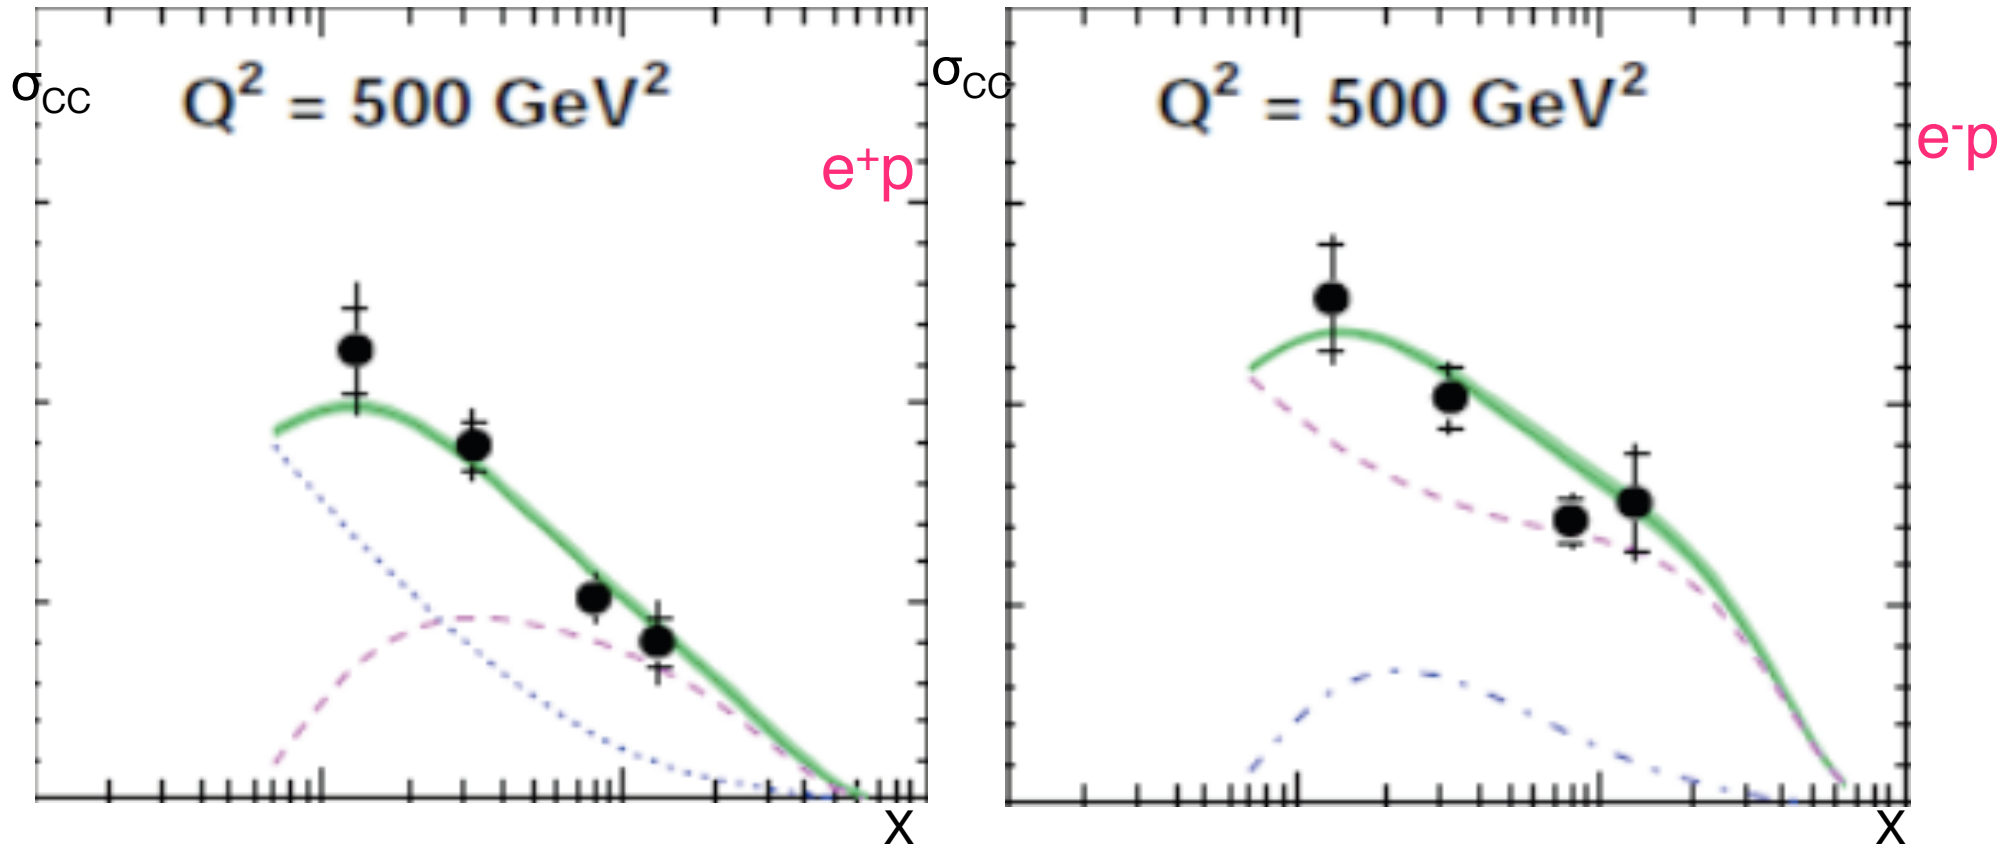 σCC
Q² = 500 GeV²
e⁺p
x
σCC
Q² = 500 GeV²
e⁻p
x